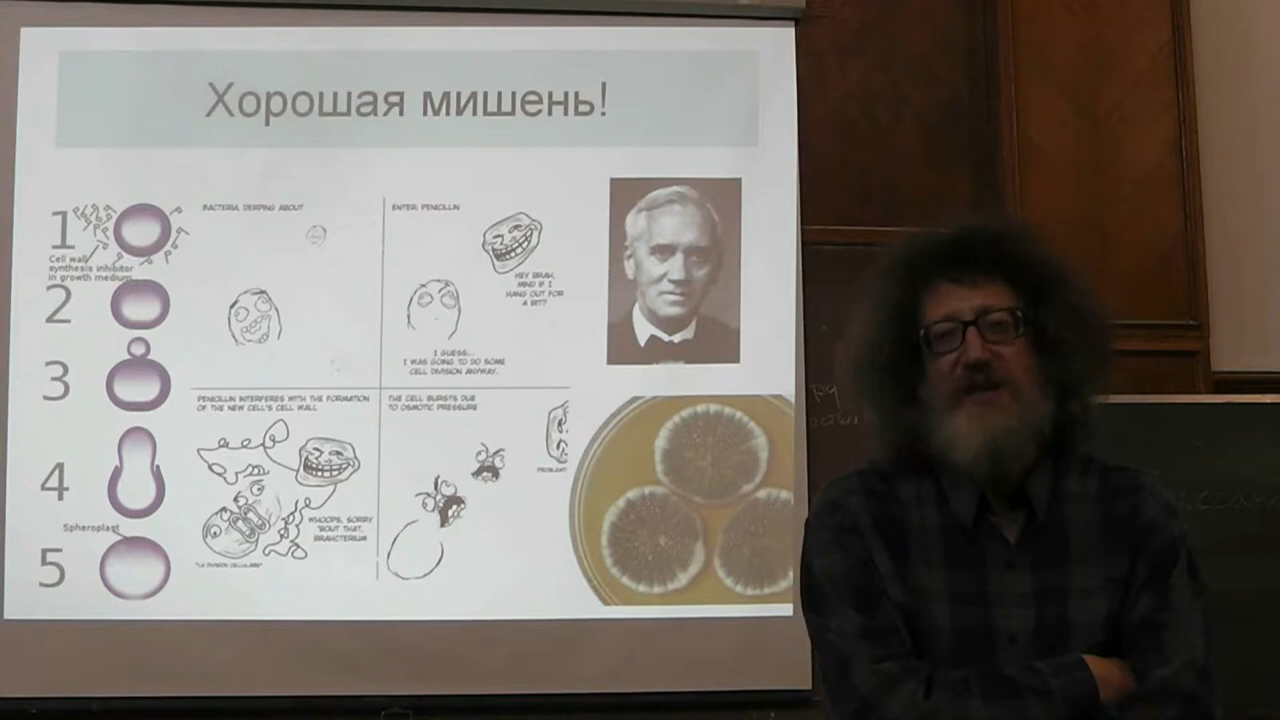 Хорошая мишень!
1
Cell wall
synthesis inhibitor
in growth medium
2
3
4
Spheroplast
5
BACTERIA, DERPING ABOUT
ENTER: PENICILLIN
HEY BRAH,
MIND IF I
HANG OUT FOR
A BIT?
I GUESS...
I WAS GOING TO DO SOME
CELL DIVISION ANYWAY.
PENICILLIN INTERFERES WITH THE FORMATION
OF THE NEW CELL'S CELL WALL
WHOOPS, SORRY
'BOUT THAT,
BRAHCTERIUM
"LA DIVISION CELLULAIRE"
THE CELL BURSTS DUE
TO OSMOTIC PRESSURE
PROBLEM?